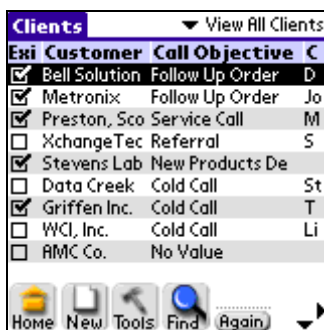 Clients View All Clients
Exi Customer Call Objective C
Bell Solution Follow Up Order D
Metronix Follow Up Order Jo
Preston, Sco Service Call M
XchangeTec Referral S
Stevens Lab New Products De
Data Creek Cold Call St
Griffen Inc. Cold Call T
WCI, Inc. Cold Call Li
AMC Co. No Value
Home New Tools Find Again